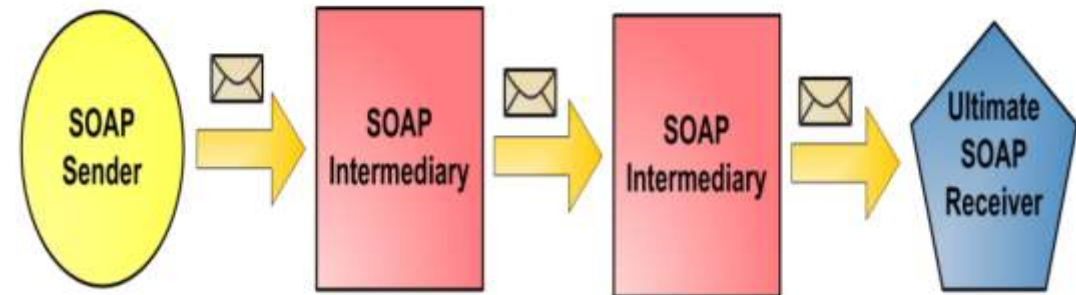 SOAP
Sender
SOAP
Intermediary
SOAP
Intermediary
Ultimate
SOAP
Receiver